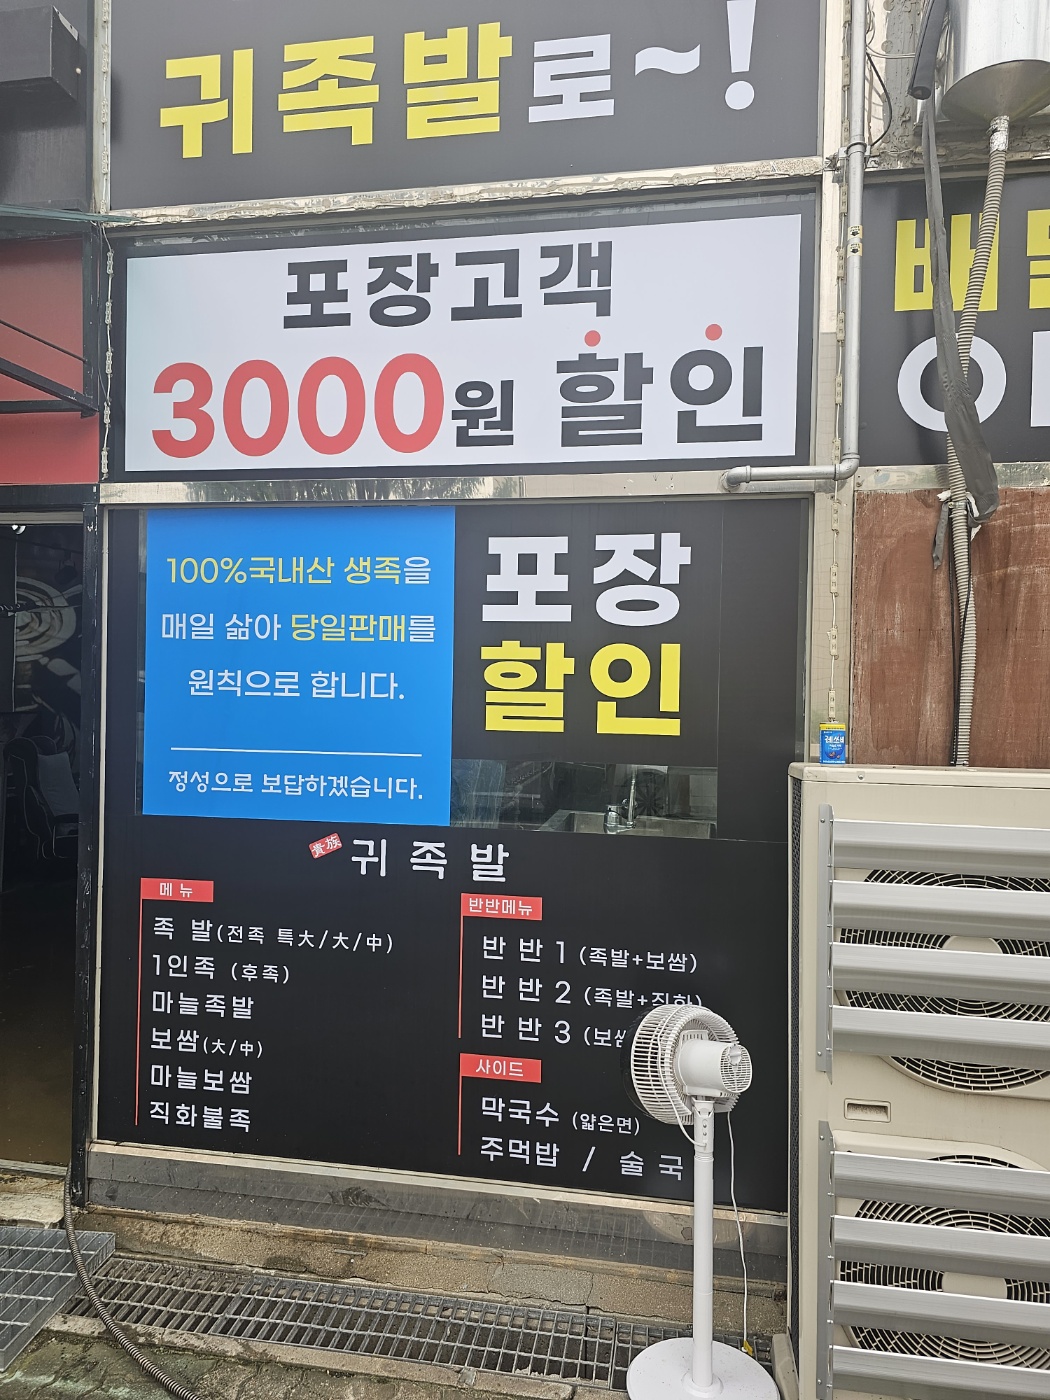 귀족발로~!
포장고객
3000원 할인
100%국내산 생족을
매일 삶아 당일판매를
원칙으로 합니다.
정성으로 보답하겠습니다.
포장
할인
貴族 귀족발
메뉴
족 발(전족 특大/大/中)
1인족 (후족)
마늘족발
보쌈(大/中)
마늘보쌈
직화불족
반반메뉴
반 반 1 (족발+보쌈)
반 반 2 (족발+직화)
반 반 3 (보쌈
사이드
막국수 (얇은면)
주먹밥 / 술국